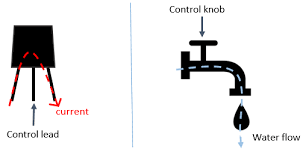 Control knob
current
Control lead
Water flow